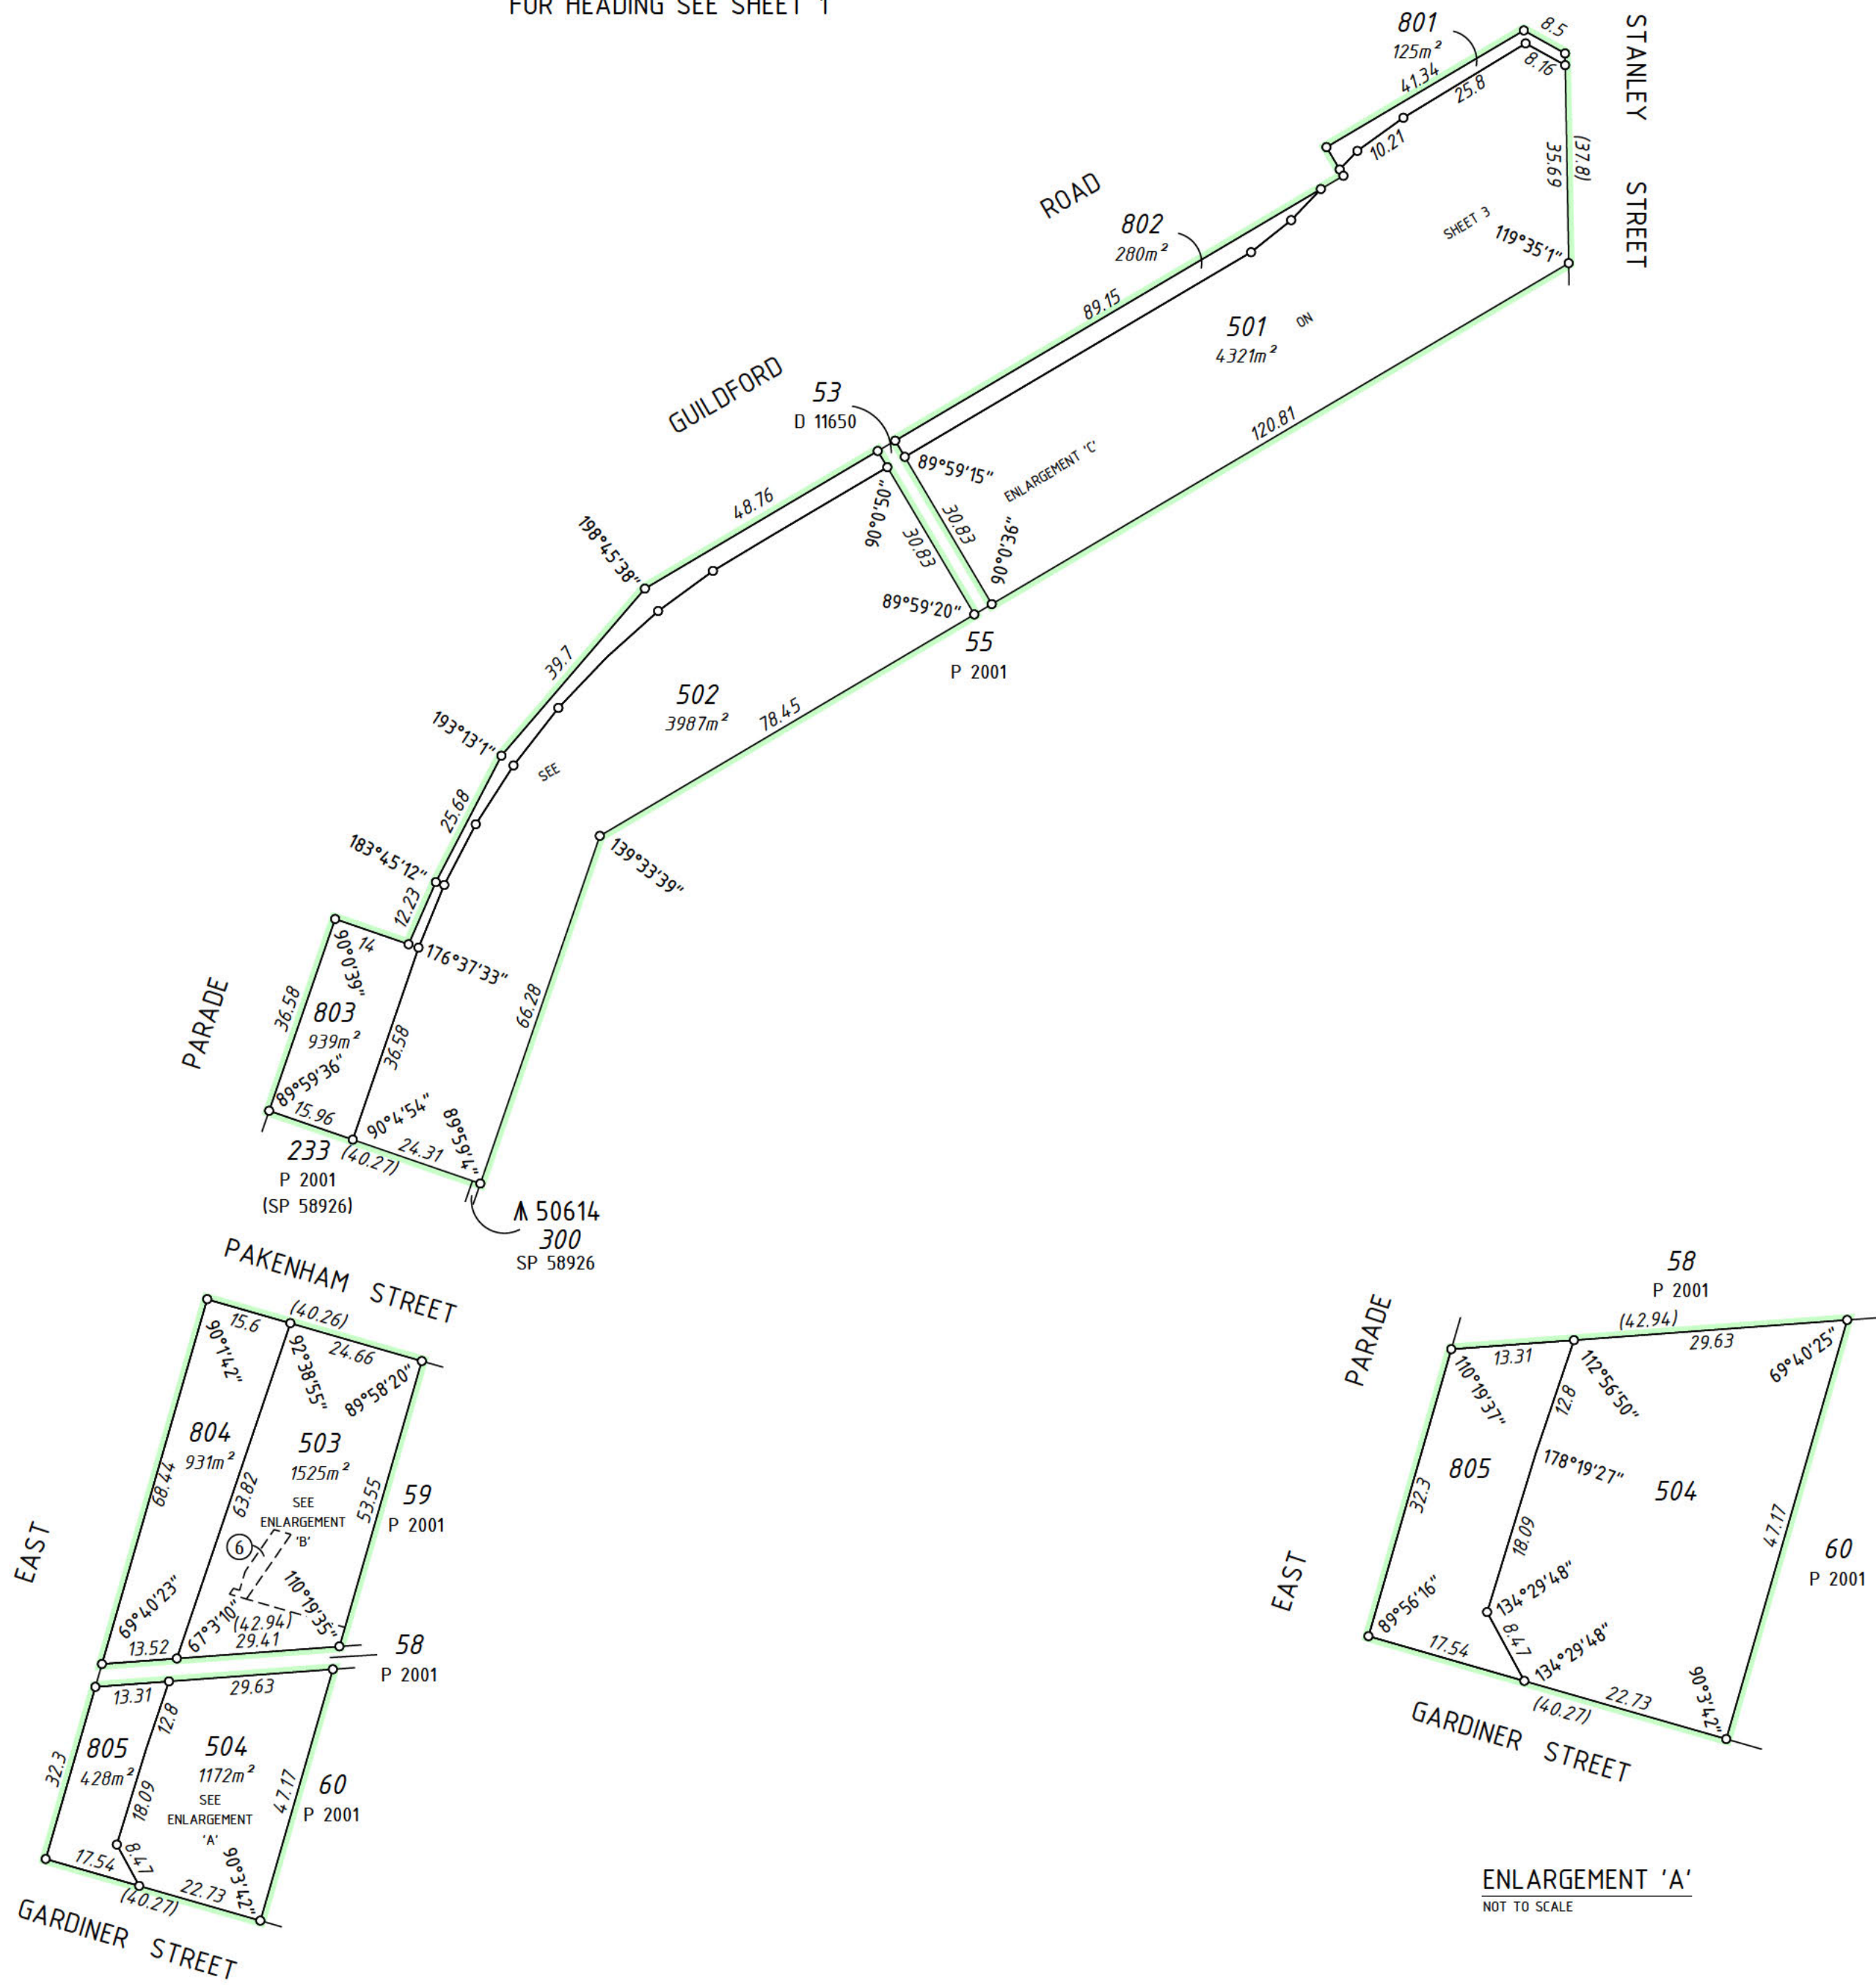 FOR HEADING SEE SHEET 1
801
125m²
8.5
8.16
41.34
25.8
10.21
STANLEY STREET
35.69
(37.8)
119°35'1"
SHEET 3
ROAD
802
280m²
89.15
501
4321m²
ON
GUILDFORD
53
D 11650
120.81
89°59'15"
ENLARGEMENT 'C'
48.76
90°0'50"
30.83
30.83
90°0'36"
198°45'38"
89°59'20"
55
P 2001
39.7
502
3987m²
78.45
193°13'1"
SEE
25.68
183°45'12"
139°33'39"
12.23
14
90°0'39"
176°37'33"
PARADE
36.58
803
939m²
36.58
66.28
89°59'36"
15.96
90°4'54"
89°59'4"
24.31
233
(40.27)
P 2001
(SP 58926)
50614
300
SP 58926
PAKENHAM STREET
15.6
(40.26)
24.66
90°1'42"
92°38'55"
89°58'20"
804
931m²
503
1525m²
68.44
63.82
53.55
59
P 2001
SEE
ENLARGEMENT
'B'
6
EAST
69°40'23"
67°3'10"
110°19'35"
(42.94)
13.52
29.41
58
P 2001
13.31
29.63
12.8
805
428m²
504
1172m²
32.3
18.09
47.17
60
P 2001
SEE
ENLARGEMENT
'A'
8.47
90°3'42"
17.54
22.73
(40.27)
GARDINER STREET
58
P 2001
(42.94)
PARADE
13.31
29.63
110°19'37"
112°56'50"
69°40'25"
12.8
805
178°19'27"
504
32.3
18.09
47.17
60
P 2001
EAST
89°56'16"
134°29'48"
8.47
17.54
134°29'48"
90°3'42"
22.73
(40.27)
GARDINER STREET
ENLARGEMENT 'A'
NOT TO SCALE